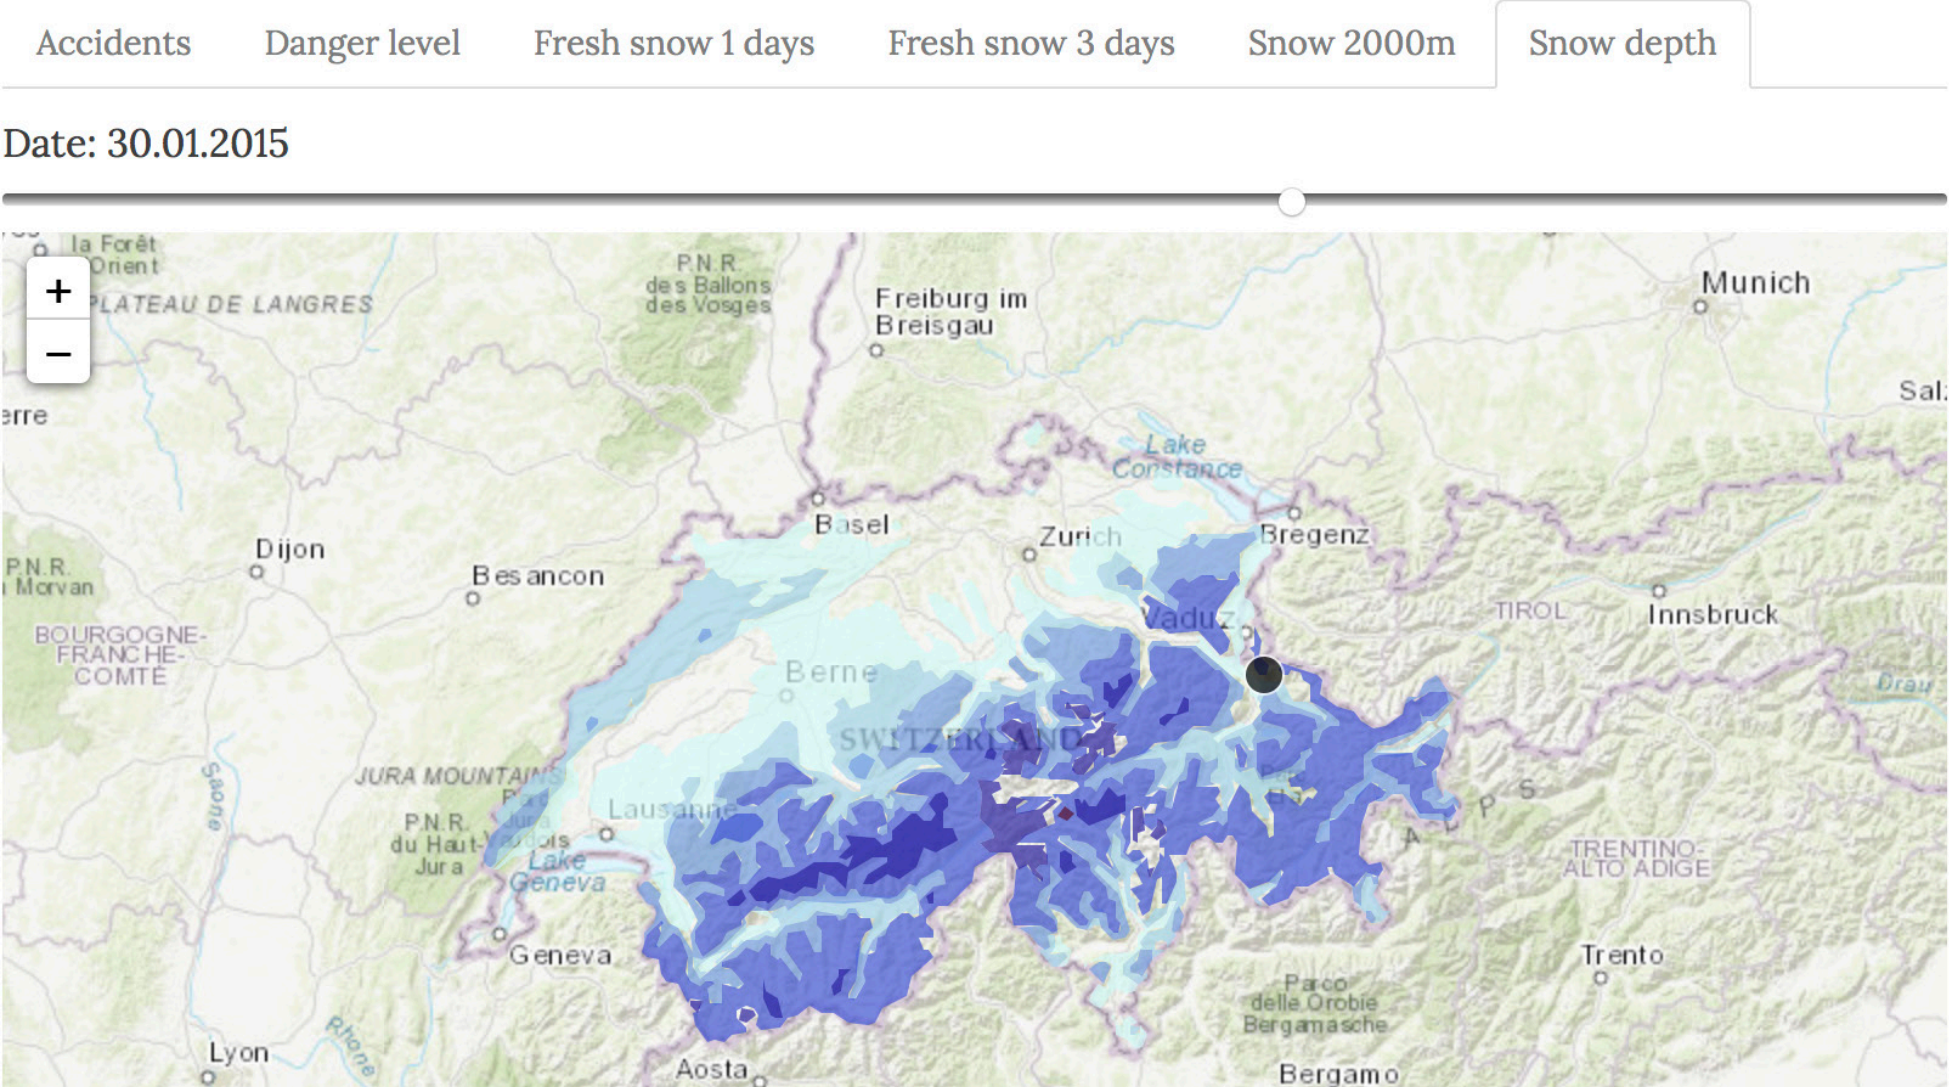 Accidents
Danger level
Fresh snow 1 days
Fresh snow 3 days
Snow 2000m
Snow depth
Date: 30.01.2015
+
−
la Forêt
Orient
PLATEAU DE LANGRES
P.N.R.
des Ballons
des Vosges
Freiburg im
Breisgau
Munich
Lake
Constance
Basel
Zurich
Bregenz
Dijon
Besancon
P.N.R.
Morvan
BOURGOGNE-
FRANCHE-
COMTÉ
Vaduz
TIROL
Innsbruck
Berne
Drau
SWITZERLAND
JURA MOUNTAINS
Saone
Lausanne
P.N.R.
du Haut-
Jura
Lake
Geneva
ALPS
TRENTINO-
ALTO ADIGE
Geneva
Trento
Parco
delle Orobie
Bergamasche
Rhone
Lyon
Aosta
Bergamo